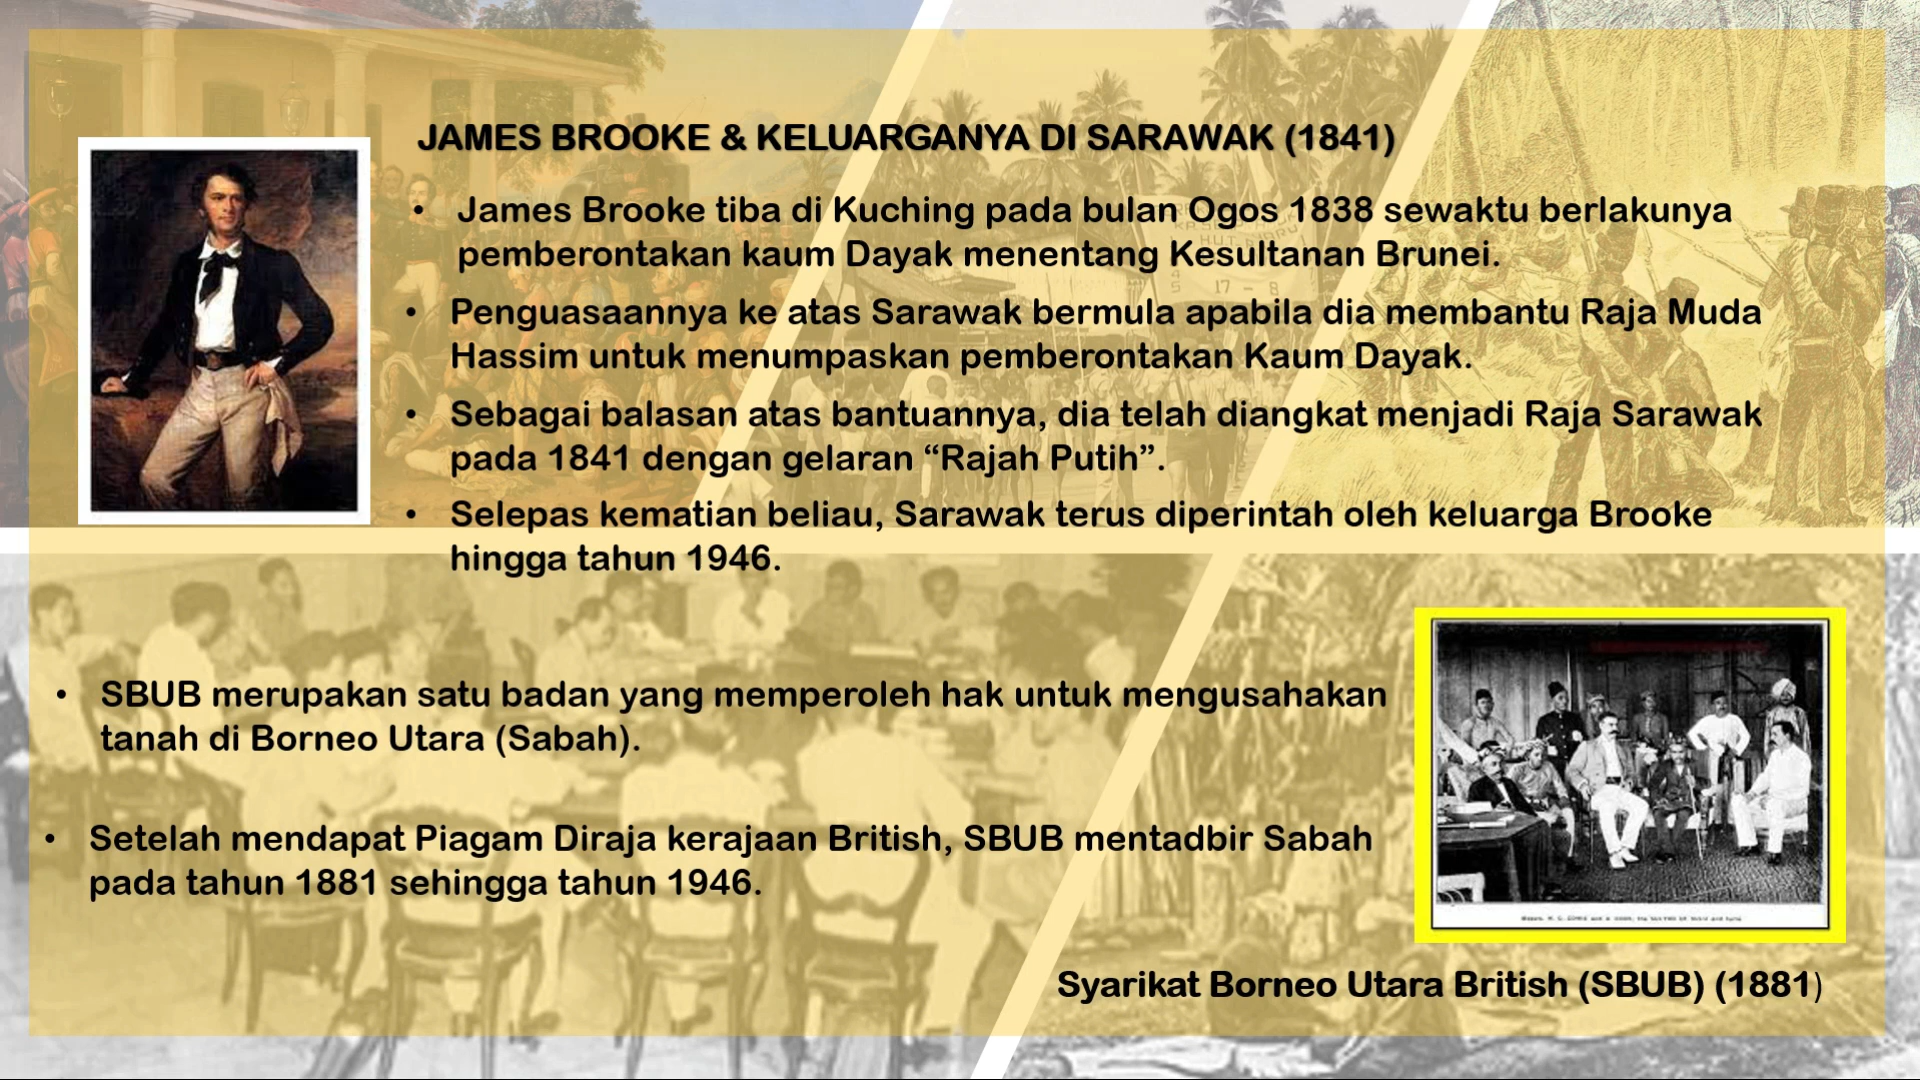 JAMES BROOKE & KELUARGANYA DI SARAWAK (1841)
• James Brooke tiba di Kuching pada bulan Ogos 1838 sewaktu berlakunya
pemberontakan kaum Dayak menentang Kesultanan Brunei.
• Penguasaannya ke atas Sarawak bermula apabila dia membantu Raja Muda
Hassim untuk menumpaskan pemberontakan Kaum Dayak.
• Sebagai balasan atas bantuannya, dia telah diangkat menjadi Raja Sarawak
pada 1841 dengan gelaran “Rajah Putih”.
• Selepas kematian beliau, Sarawak terus diperintah oleh keluarga Brooke
hingga tahun 1946.
• SBUB merupakan satu badan yang memperoleh hak untuk mengusahakan
tanah di Borneo Utara (Sabah).
• Setelah mendapat Piagam Diraja kerajaan British, SBUB mentadbir Sabah
pada tahun 1881 sehingga tahun 1946.
Syarikat Borneo Utara British (SBUB) (1881)